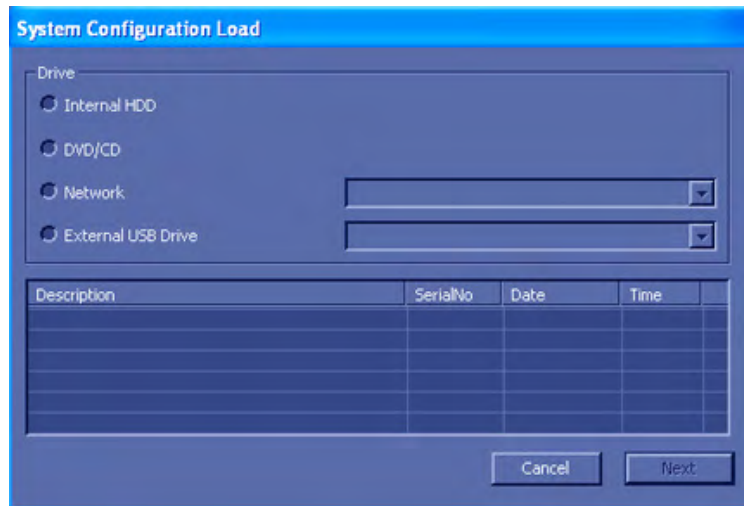 System Configuration Load
Drive
Internal HDD
DVD/CD
Network
External USB Drive
Description SerialNo Date Time
Cancel Next